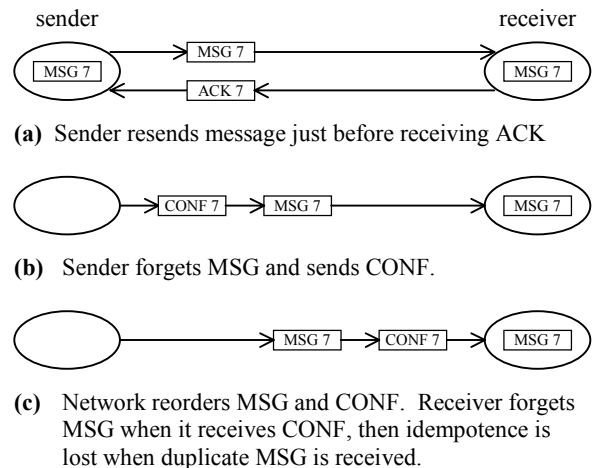 sender receiver
MSG 7
MSG 7 MSG 7
ACK 7
(a) Sender resends message just before receiving ACK
CONF 7 MSG 7 MSG 7
(b) Sender forgets MSG and sends CONF.
MSG 7 CONF 7 MSG 7
(c) Network reorders MSG and CONF. Receiver forgets
MSG when it receives CONF, then idempotence is
lost when duplicate MSG is received.